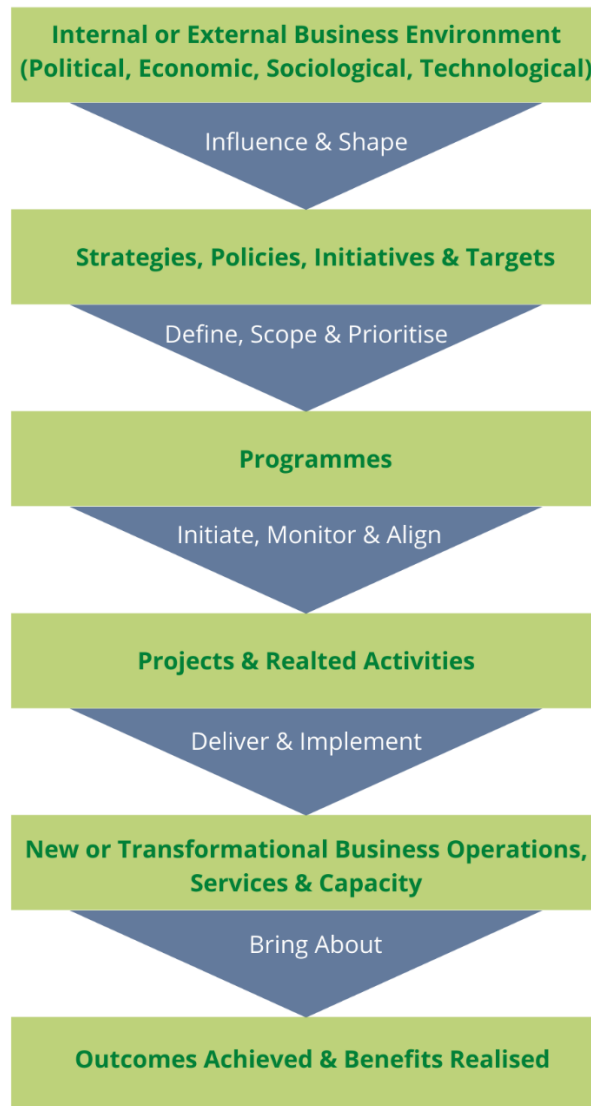 Internal or External Business Environment
(Political, Economic, Sociological, Technological)
Influence & Shape
Strategies, Policies, Initiatives & Targets
Define, Scope & Prioritise
Programmes
Initiate, Monitor & Align
Projects & Realted Activities
Deliver & Implement
New or Transformational Business Operations,
Services & Capacity
Bring About
Outcomes Achieved & Benefits Realised